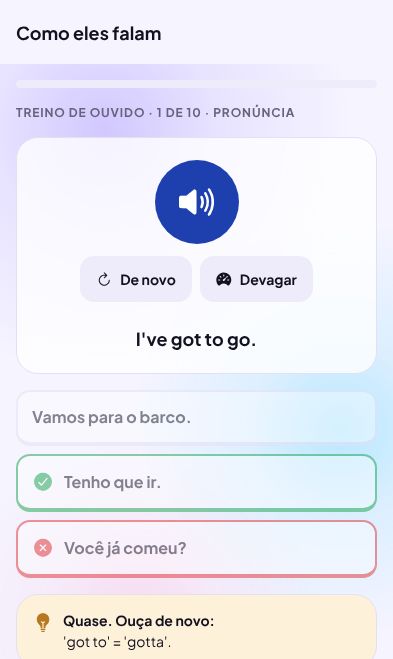 Como eles falam
TREINO DE OUVIDO · 1 DE 10 · PRONÚNCIA
De novo
Devagar
I've got to go.
Vamos para o barco.
Tenho que ir.
Você já comeu?
Quase. Ouça de novo:
'got to' = 'gotta'.